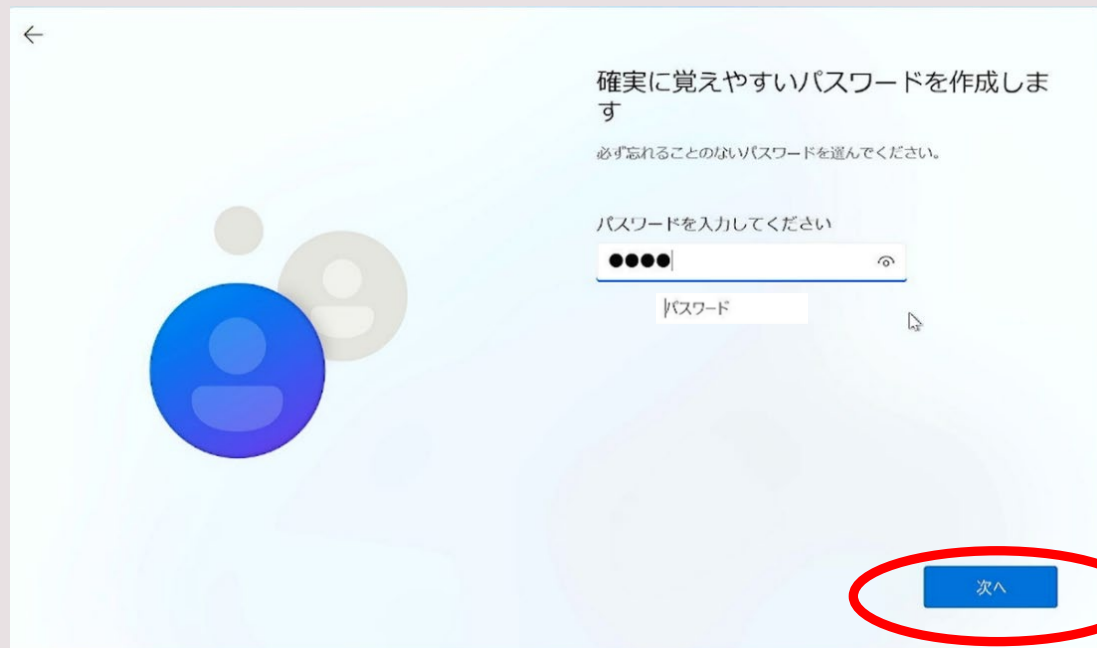 確実に覚えやすいパスワードを作成しま
す
必ず忘れることのないパスワードを選んでください。
パスワードを入力してください
●●●●
パスワード
次へ